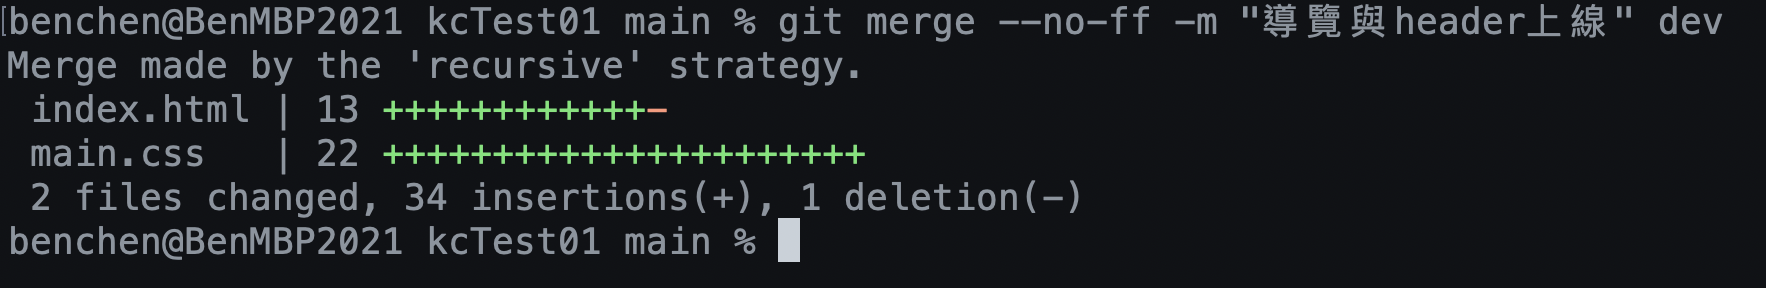 [benchen@BenMBP2021 kcTest01 main % git merge --no-ff -m "導覽與header上線" dev
Merge made by the 'recursive' strategy.
 index.html | 13 ++++++++++++-
 main.css   | 22 ++++++++++++++++++++++
 2 files changed, 34 insertions(+), 1 deletion(-)
benchen@BenMBP2021 kcTest01 main %